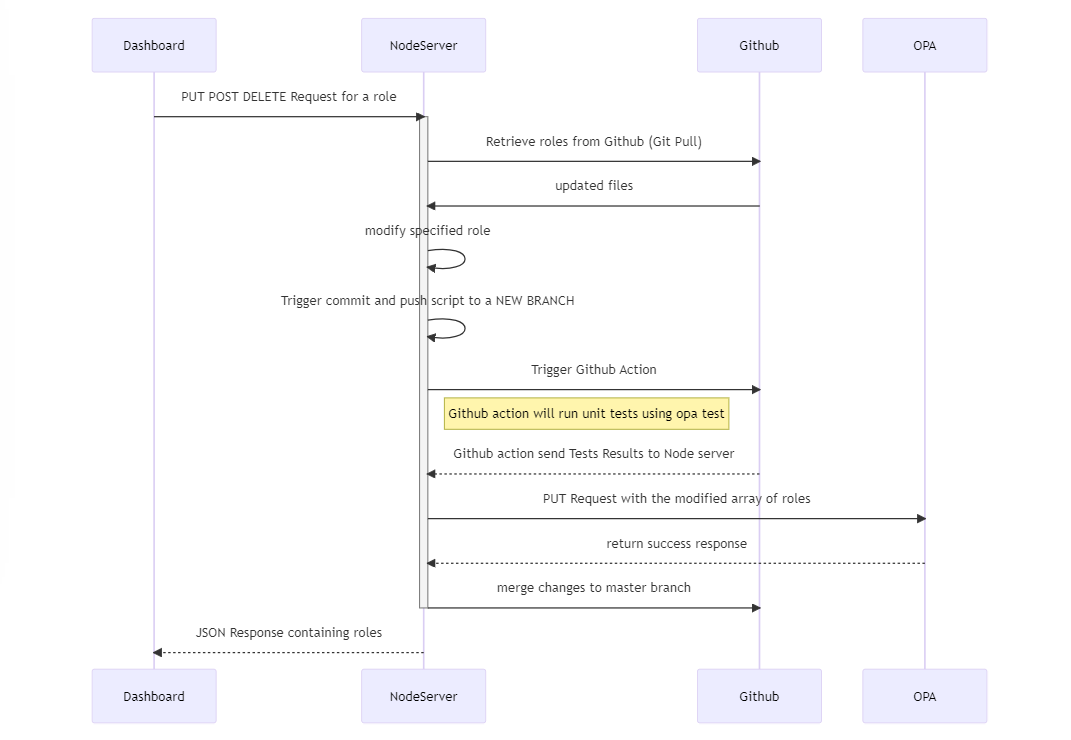 Dashboard
NodeServer
Github
OPA
PUT POST DELETE Request for a role
Retrieve roles from Github (Git Pull)
updated files
modify specified role
Trigger commit and push script to a NEW BRANCH
Trigger Github Action
Github action will run unit tests using opa test
Github action send Tests Results to Node server
PUT Request with the modified array of roles
return success response
merge changes to master branch
JSON Response containing roles
Dashboard
NodeServer
Github
OPA